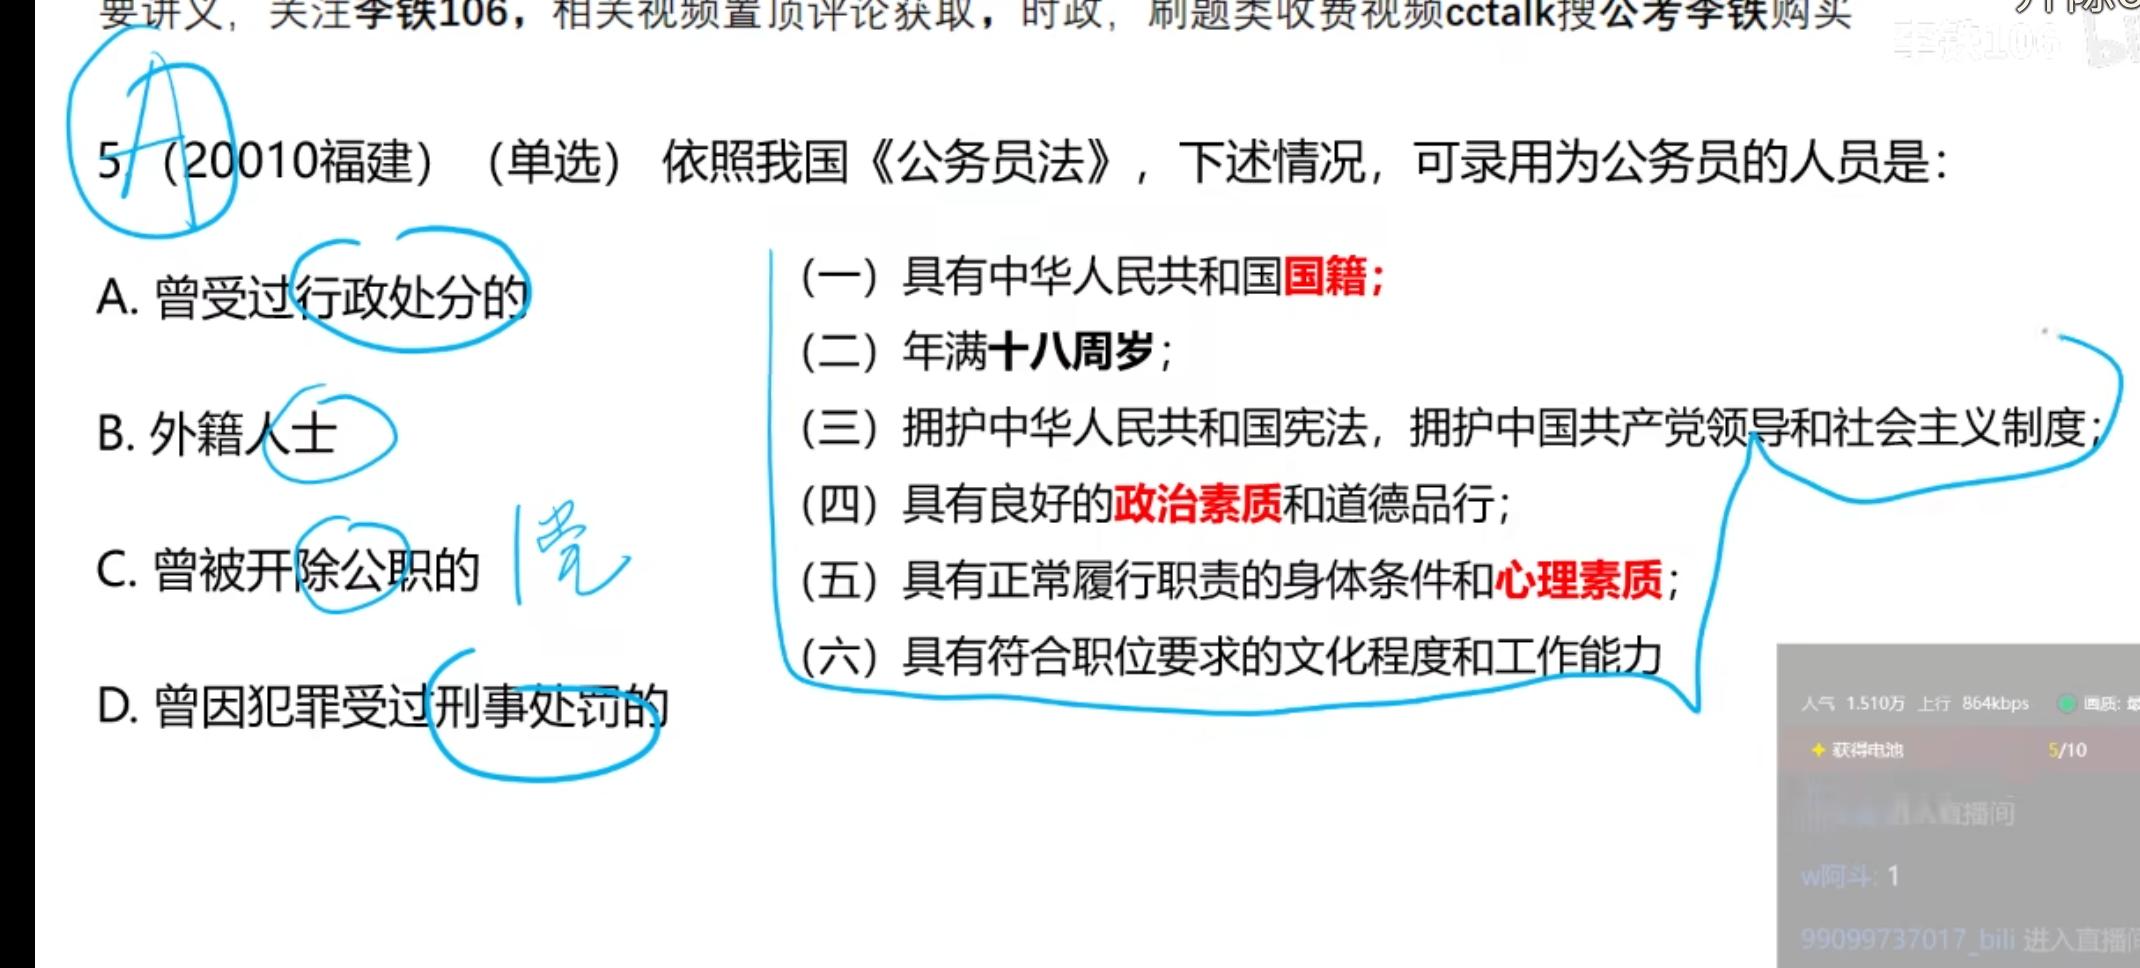 要讲义，关注李铁106，相关视频置顶评论获取，时政，刷题类收费视频cctalk搜公考李铁购买
李铁106
A
5.（20010福建）（单选）依照我国《公务员法》，下述情况，可录用为公务员的人员是：
A. 曾受过行政处分的
B. 外籍人士
C. 曾被开除公职的
党
D. 曾因犯罪受过刑事处罚的
（一）具有中华人民共和国国籍；
（二）年满十八周岁；
（三）拥护中华人民共和国宪法，拥护中国共产党领导和社会主义制度；
（四）具有良好的政治素质和道德品行；
（五）具有正常履行职责的身体条件和心理素质；
（六）具有符合职位要求的文化程度和工作能力
人气 1.510万 上行 864kbps 画质: 最
获得电池 5/10
进入直播间
w阿斗: 1
99099737017_bili 进入直播间